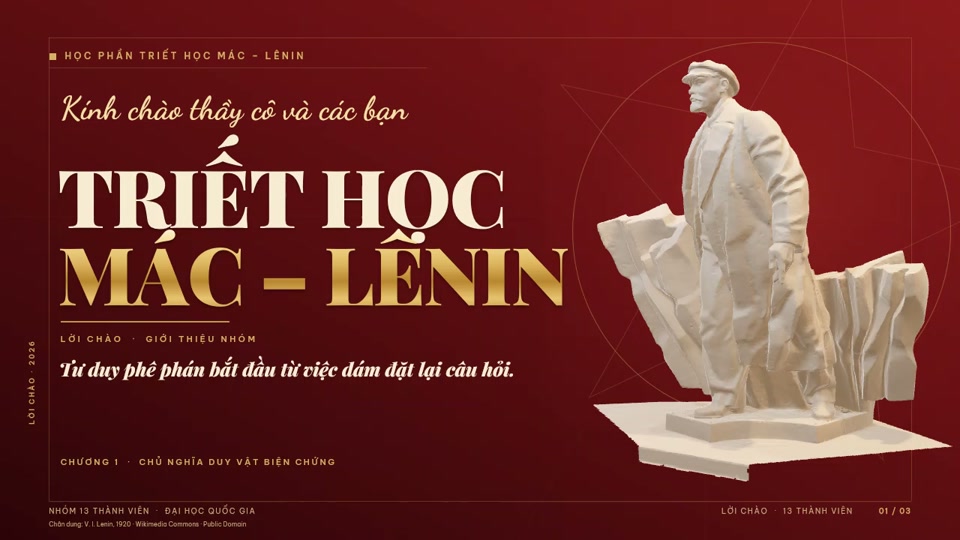 HỌC PHẦN TRIẾT HỌC MÁC – LÊNIN
Kính chào thầy cô và các bạn
TRIẾT HỌC
MÁC – LÊNIN
LỜI CHÀO · GIỚI THIỆU NHÓM
Tư duy phê phán bắt đầu từ việc dám đặt lại câu hỏi.
LỜI CHÀO · 2026
CHƯƠNG 1 · CHỦ NGHĨA DUY VẬT BIỆN CHỨNG
NHÓM 13 THÀNH VIÊN · ĐẠI HỌC QUỐC GIA
Chân dung: V. I. Lenin, 1920 · Wikimedia Commons · Public Domain
LỜI CHÀO · 13 THÀNH VIÊN 01 / 03